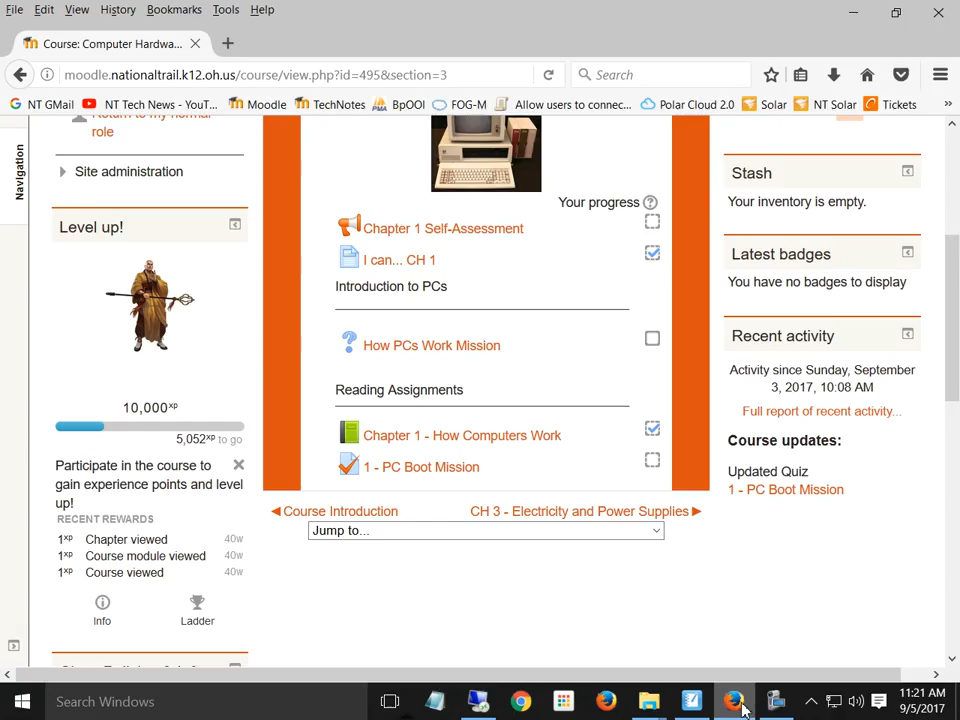 File Edit View History Bookmarks Tools Help
Course: Computer Hardwa...
moodle.nationaltrail.k12.oh.us/course/view.php?id=495&section=3
Search
NT GMail NT Tech News - YouT... Moodle TechNotes BpOOI FOG-M Allow users to connec... Polar Cloud 2.0 Solar NT Solar Tickets
Navigation
Return to my normal
role
Site administration
Level up!
10,000xp
5,052xp to go
Participate in the course to
gain experience points and level
up!
RECENT REWARDS
1xp Chapter viewed 40w
1xp Course module viewed 40w
1xp Course viewed 40w
Info Ladder
Your progress
Chapter 1 Self-Assessment
I can... CH 1
Introduction to PCs
How PCs Work Mission
Reading Assignments
Chapter 1 - How Computers Work
1 - PC Boot Mission
Course Introduction CH 3 - Electricity and Power Supplies
Jump to...
Stash
Your inventory is empty.
Latest badges
You have no badges to display
Recent activity
Activity since Sunday, September
3, 2017, 10:08 AM
Full report of recent activity...
Course updates:
Updated Quiz
1 - PC Boot Mission
Search Windows
11:21 AM
9/5/2017